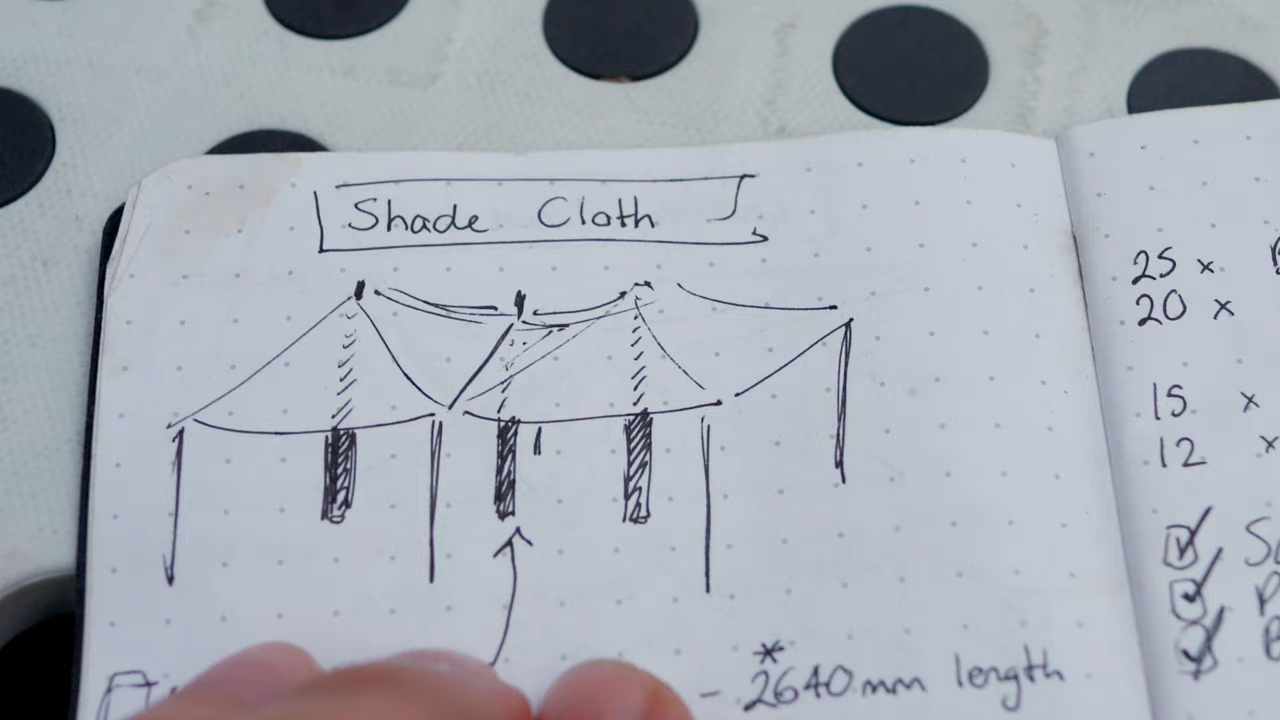 Shade Cloth
* 2640mm length
25 x
20 x
15 x
12 x